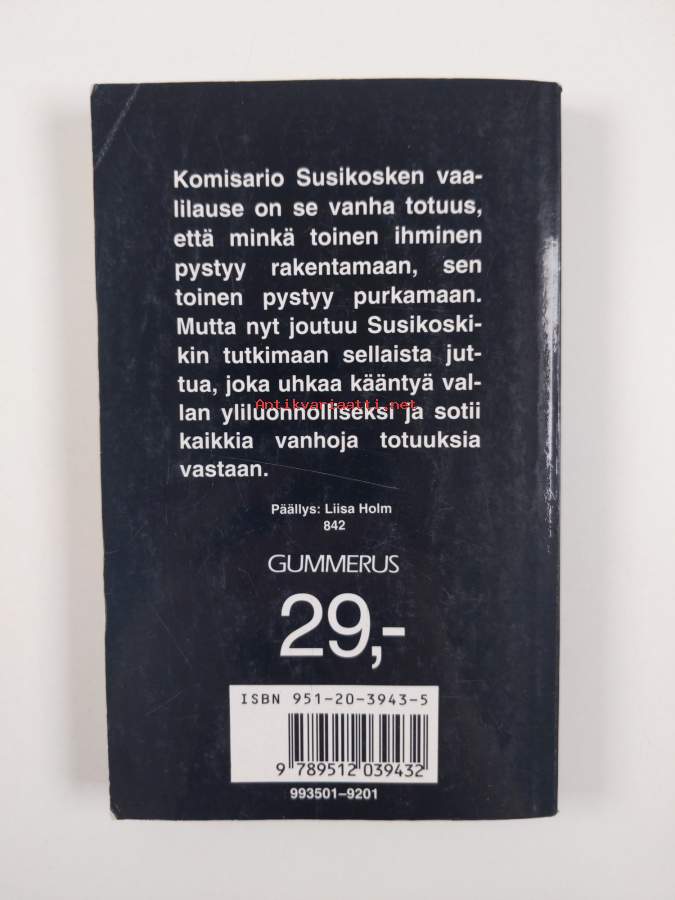 Komisario Susikosken vaa-
lilause on se vanha totuus,
että minkä toinen ihminen
pystyy rakentamaan, sen
toinen pystyy purkamaan.
Mutta nyt joutuu Susikoski-
kin tutkimaan sellaista jut-
tua, joka uhkaa kääntyä val-
Antikvariaatti.net
lan yliluonnolliseksi ja sotii
kaikkia vanhoja totuuksia
vastaan.
Päällys: Liisa Holm
842
GUMMERUS
29,-
ISBN 951-20-3943-5
9 789512 039432
993501-9201